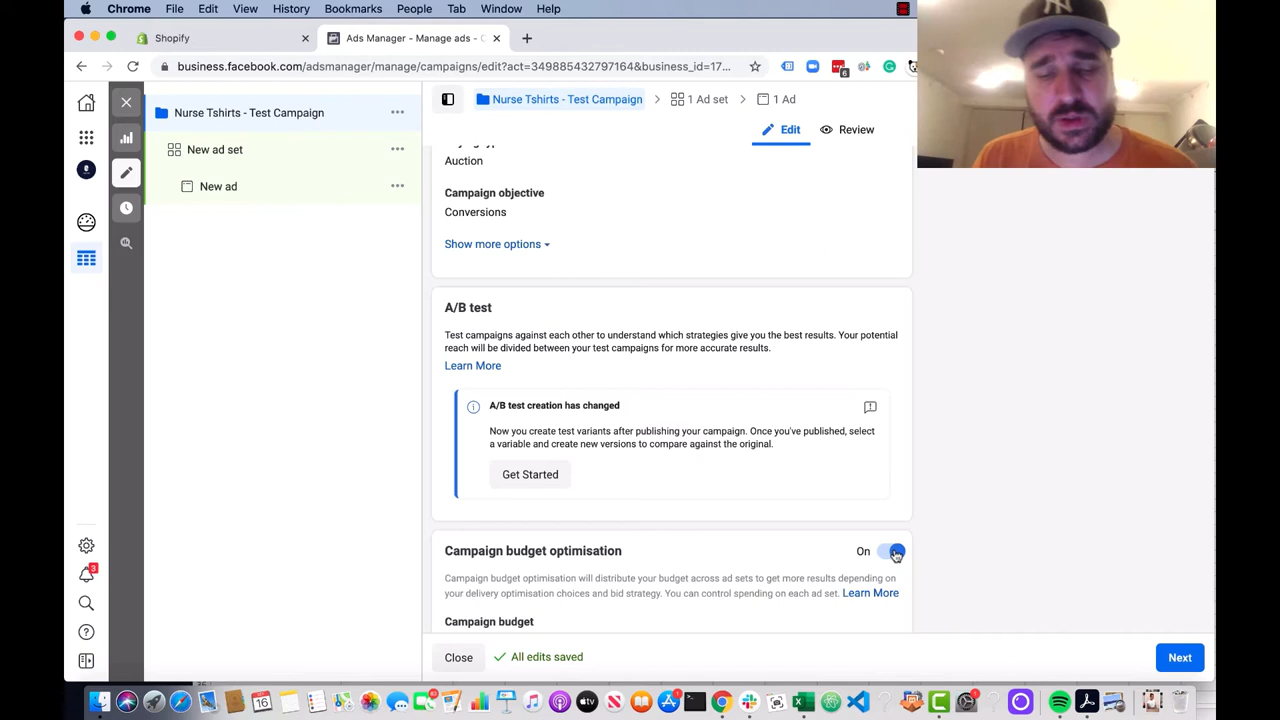 Chrome File Edit View History Bookmarks People Tab Window Help
Shopify
Ads Manager - Manage ads - C
business.facebook.com/adsmanager/manage/campaigns/edit?act=349885432797164&business_id=17...
6
Nurse Tshirts - Test Campaign
New ad set
New ad
Nurse Tshirts - Test Campaign > 1 Ad set > 1 Ad
Edit Review
Auction
Campaign objective
Conversions
Show more options
A/B test
Test campaigns against each other to understand which strategies give you the best results. Your potential
reach will be divided between your test campaigns for more accurate results.
Learn More
A/B test creation has changed
Now you create test variants after publishing your campaign. Once you've published, select
a variable and create new versions to compare against the original.
Get Started
Campaign budget optimisation On
Campaign budget optimisation will distribute your budget across ad sets to get more results depending on
your delivery optimisation choices and bid strategy. You can control spending on each ad set. Learn More
Campaign budget
3
Close All edits saved Next
16